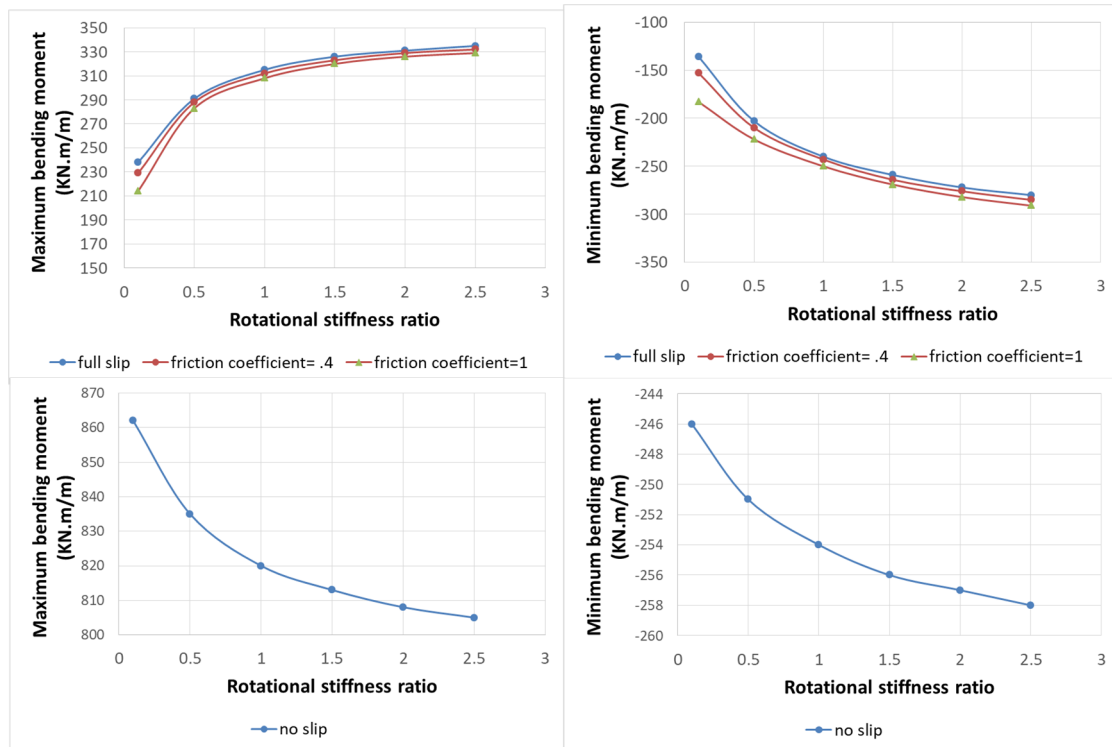 350
330
310
290
270
250
230
210
190
170
150
Maximum bending moment
(KN.m/m)
0 0.5 1 1.5 2 2.5 3
Rotational stiffness ratio
full slip friction coefficient= .4 friction coefficient=1
-100
-150
-200
-250
-300
-350
Minimum bending moment
(KN.m/m)
0 0.5 1 1.5 2 2.5 3
Rotational stiffness ratio
full slip friction coefficient= .4 friction coefficient=1
870
860
850
840
830
820
810
800
Maximum bending moment
(KN.m/m)
0 0.5 1 1.5 2 2.5 3
Rotational stiffness ratio
no slip
-244
-246
-248
-250
-252
-254
-256
-258
-260
Minimum bending moment
(KN.m/m)
0 0.5 1 1.5 2 2.5 3
Rotational stiffness ratio
no slip